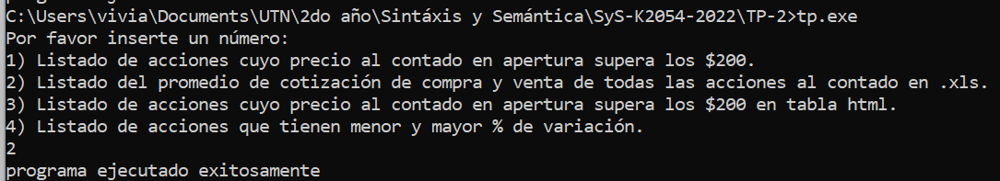 C:\Users\vivia\Documents\UTN\2do año\Sintáxis y Semántica\SyS-K2054-2022\TP-2>tp.exe
Por favor inserte un número:
1) Listado de acciones cuyo precio al contado en apertura supera los $200.
2) Listado del promedio de cotización de compra y venta de todas las acciones al contado en .xls.
3) Listado de acciones cuyo precio al contado en apertura supera los $200 en tabla html.
4) Listado de acciones que tienen menor y mayor % de variación.
2
programa ejecutado exitosamente